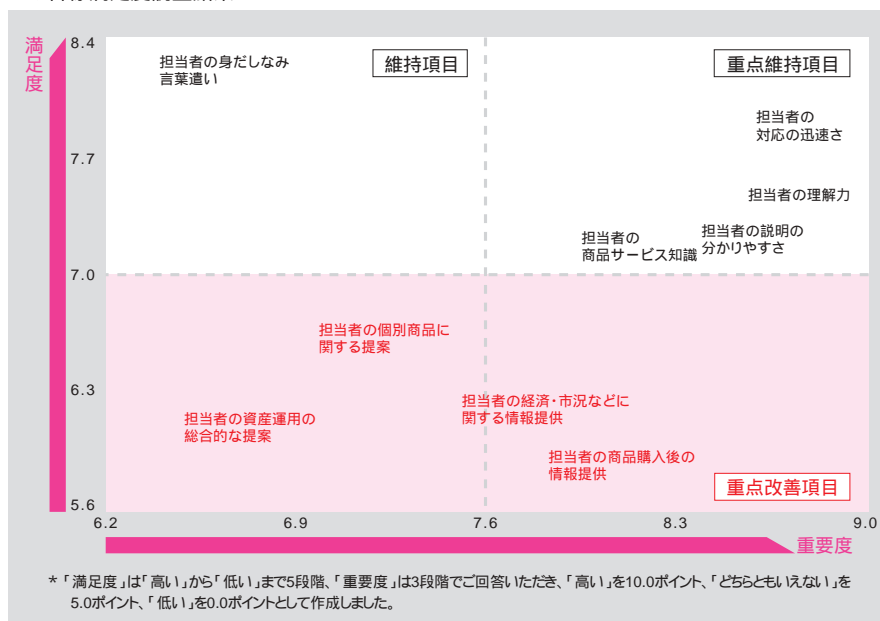 満足度
8.4
担当者の身だしなみ
言葉遣い
維持項目
重点維持項目
担当者の
対応の迅速さ
7.7
担当者の理解力
担当者の説明の
分かりやすさ
担当者の
商品サービス知識
7.0
担当者の個別商品に
関する提案
6.3
担当者の資産運用の
総合的な提案
担当者の経済・市況などに
関する情報提供
担当者の商品購入後の
情報提供
重点改善項目
5.6
6.2
6.9
7.6
8.3
9.0
重要度
*「満足度」は「高い」から「低い」まで5段階、「重要度」は3段階でご回答いただき、「高い」を10.0ポイント、「どちらともいえない」を
5.0ポイント、「低い」を0.0ポイントとして作成しました。